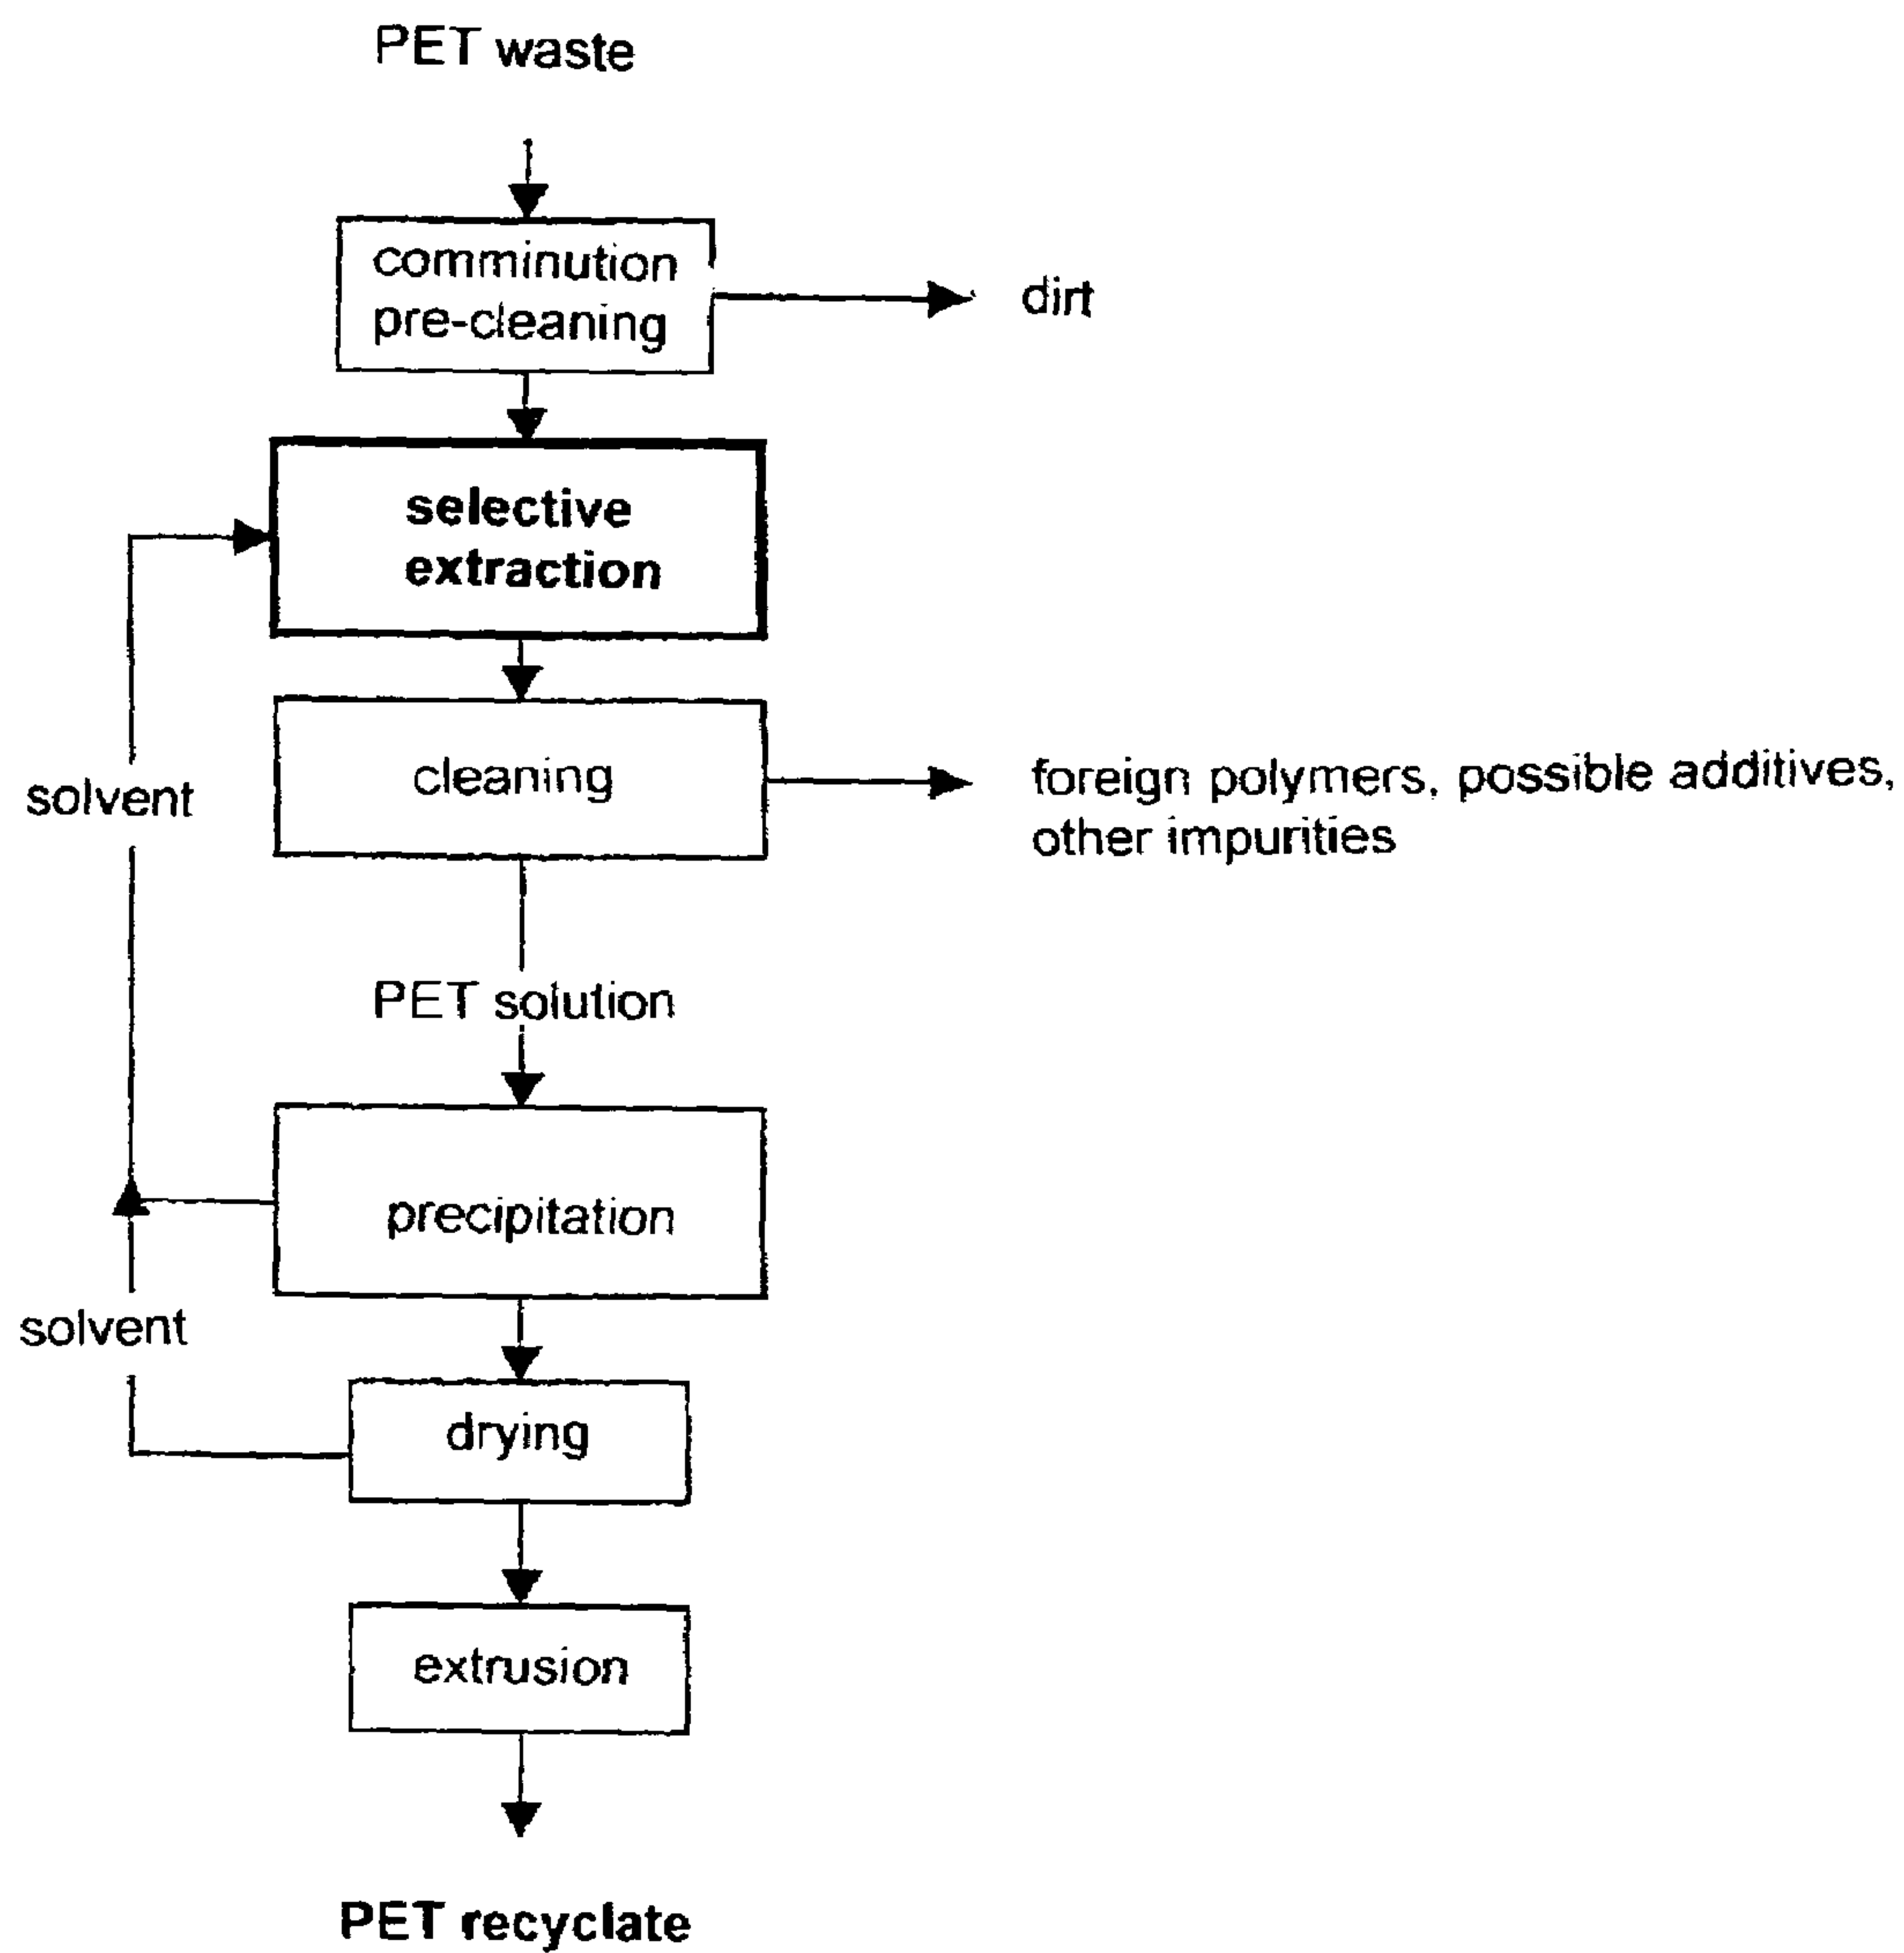 PET waste
comminution
pre-cleaning
dirt
selective
extraction
cleaning
solvent
foreign polymers, possible additives,
other impurities
PET solution
precipitation
solvent
drying
extrusion
PET recyclate